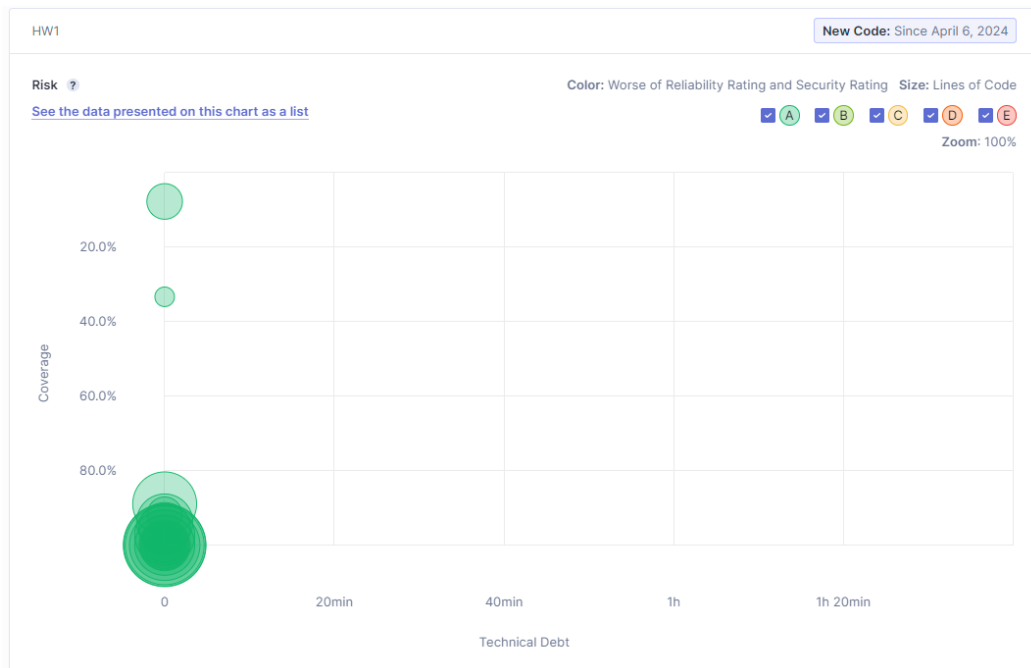 HW1
New Code: Since April 6, 2024
Risk ?
Color: Worse of Reliability Rating and Security Rating Size: Lines of Code
See the data presented on this chart as a list
A B C D E
Zoom: 100%
20.0%
40.0%
60.0%
80.0%
Coverage
0 20min 40min 1h 1h 20min
Technical Debt